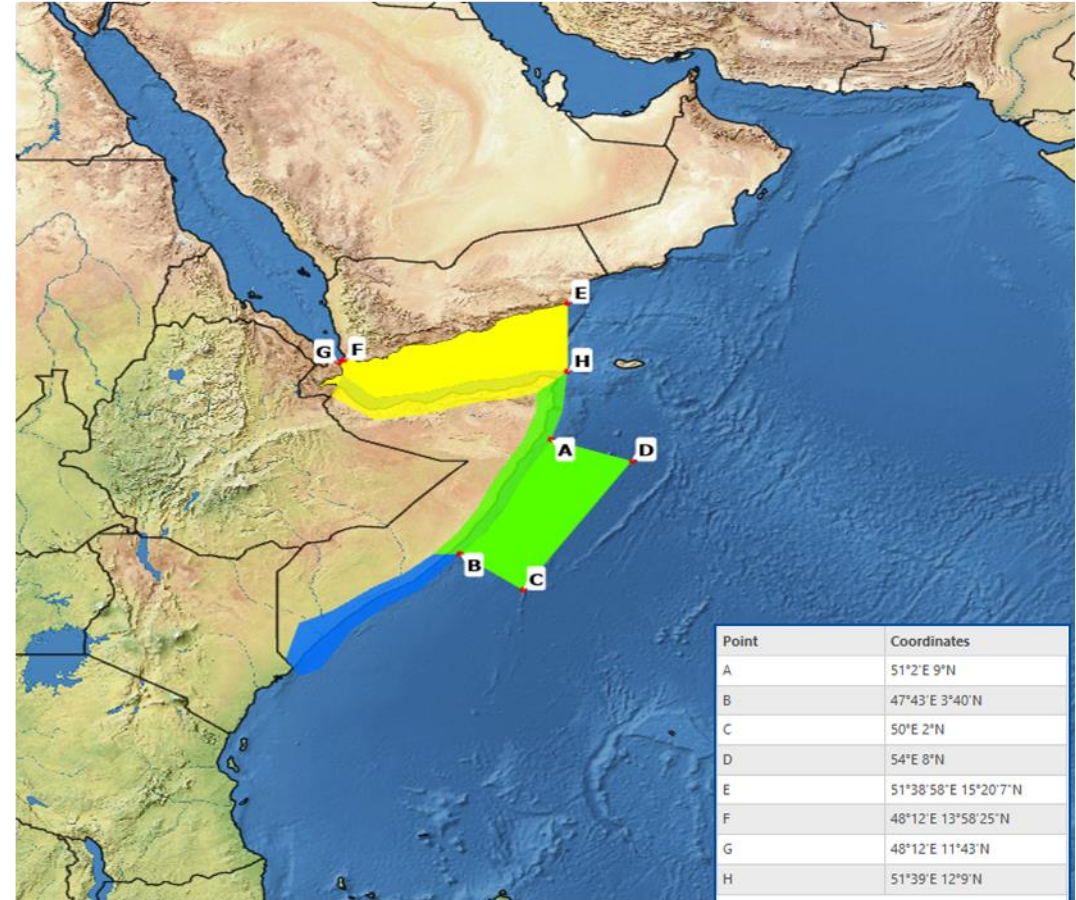 E
G F
H
A D
B
C
Point Coordinates
A 51°2'E 9°N
B 47°43'E 3°40'N
C 50°E 2°N
D 54°E 8°N
E 51°38'58"E 15°20'7"N
F 48°12'E 13°58'25"N
G 48°12'E 11°43'N
H 51°39'E 12°9'N